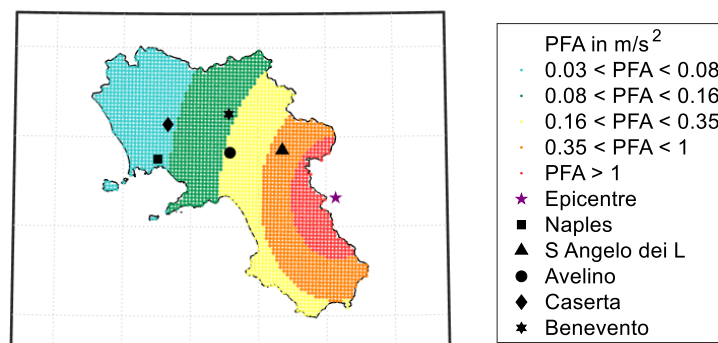 PFA in m/s²
0.03 < PFA < 0.08
0.08 < PFA < 0.16
0.16 < PFA < 0.35
0.35 < PFA < 1
PFA > 1
Epicentre
Naples
S Angelo dei L
Avelino
Caserta
Benevento